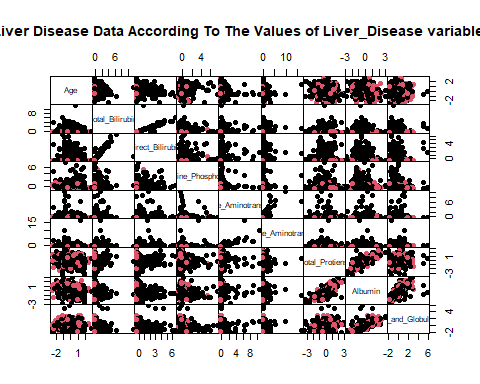 Liver Disease Data According To The Values of Liver_Disease variable
0 6 0 4 0 10 -3 0 3
Age
-2 2
0 8
otal_Bilirubi
irect_Bilirubi
0 4
0 6
ine_Phospho
e_Aminotran
0 6
0 15
e_Aminotran
otal_Protien
-3 1
-3 1
Albumin
_and_Globul
-2 4
-2 1 0 3 6 0 4 8 -3 0 3 -2 2 6